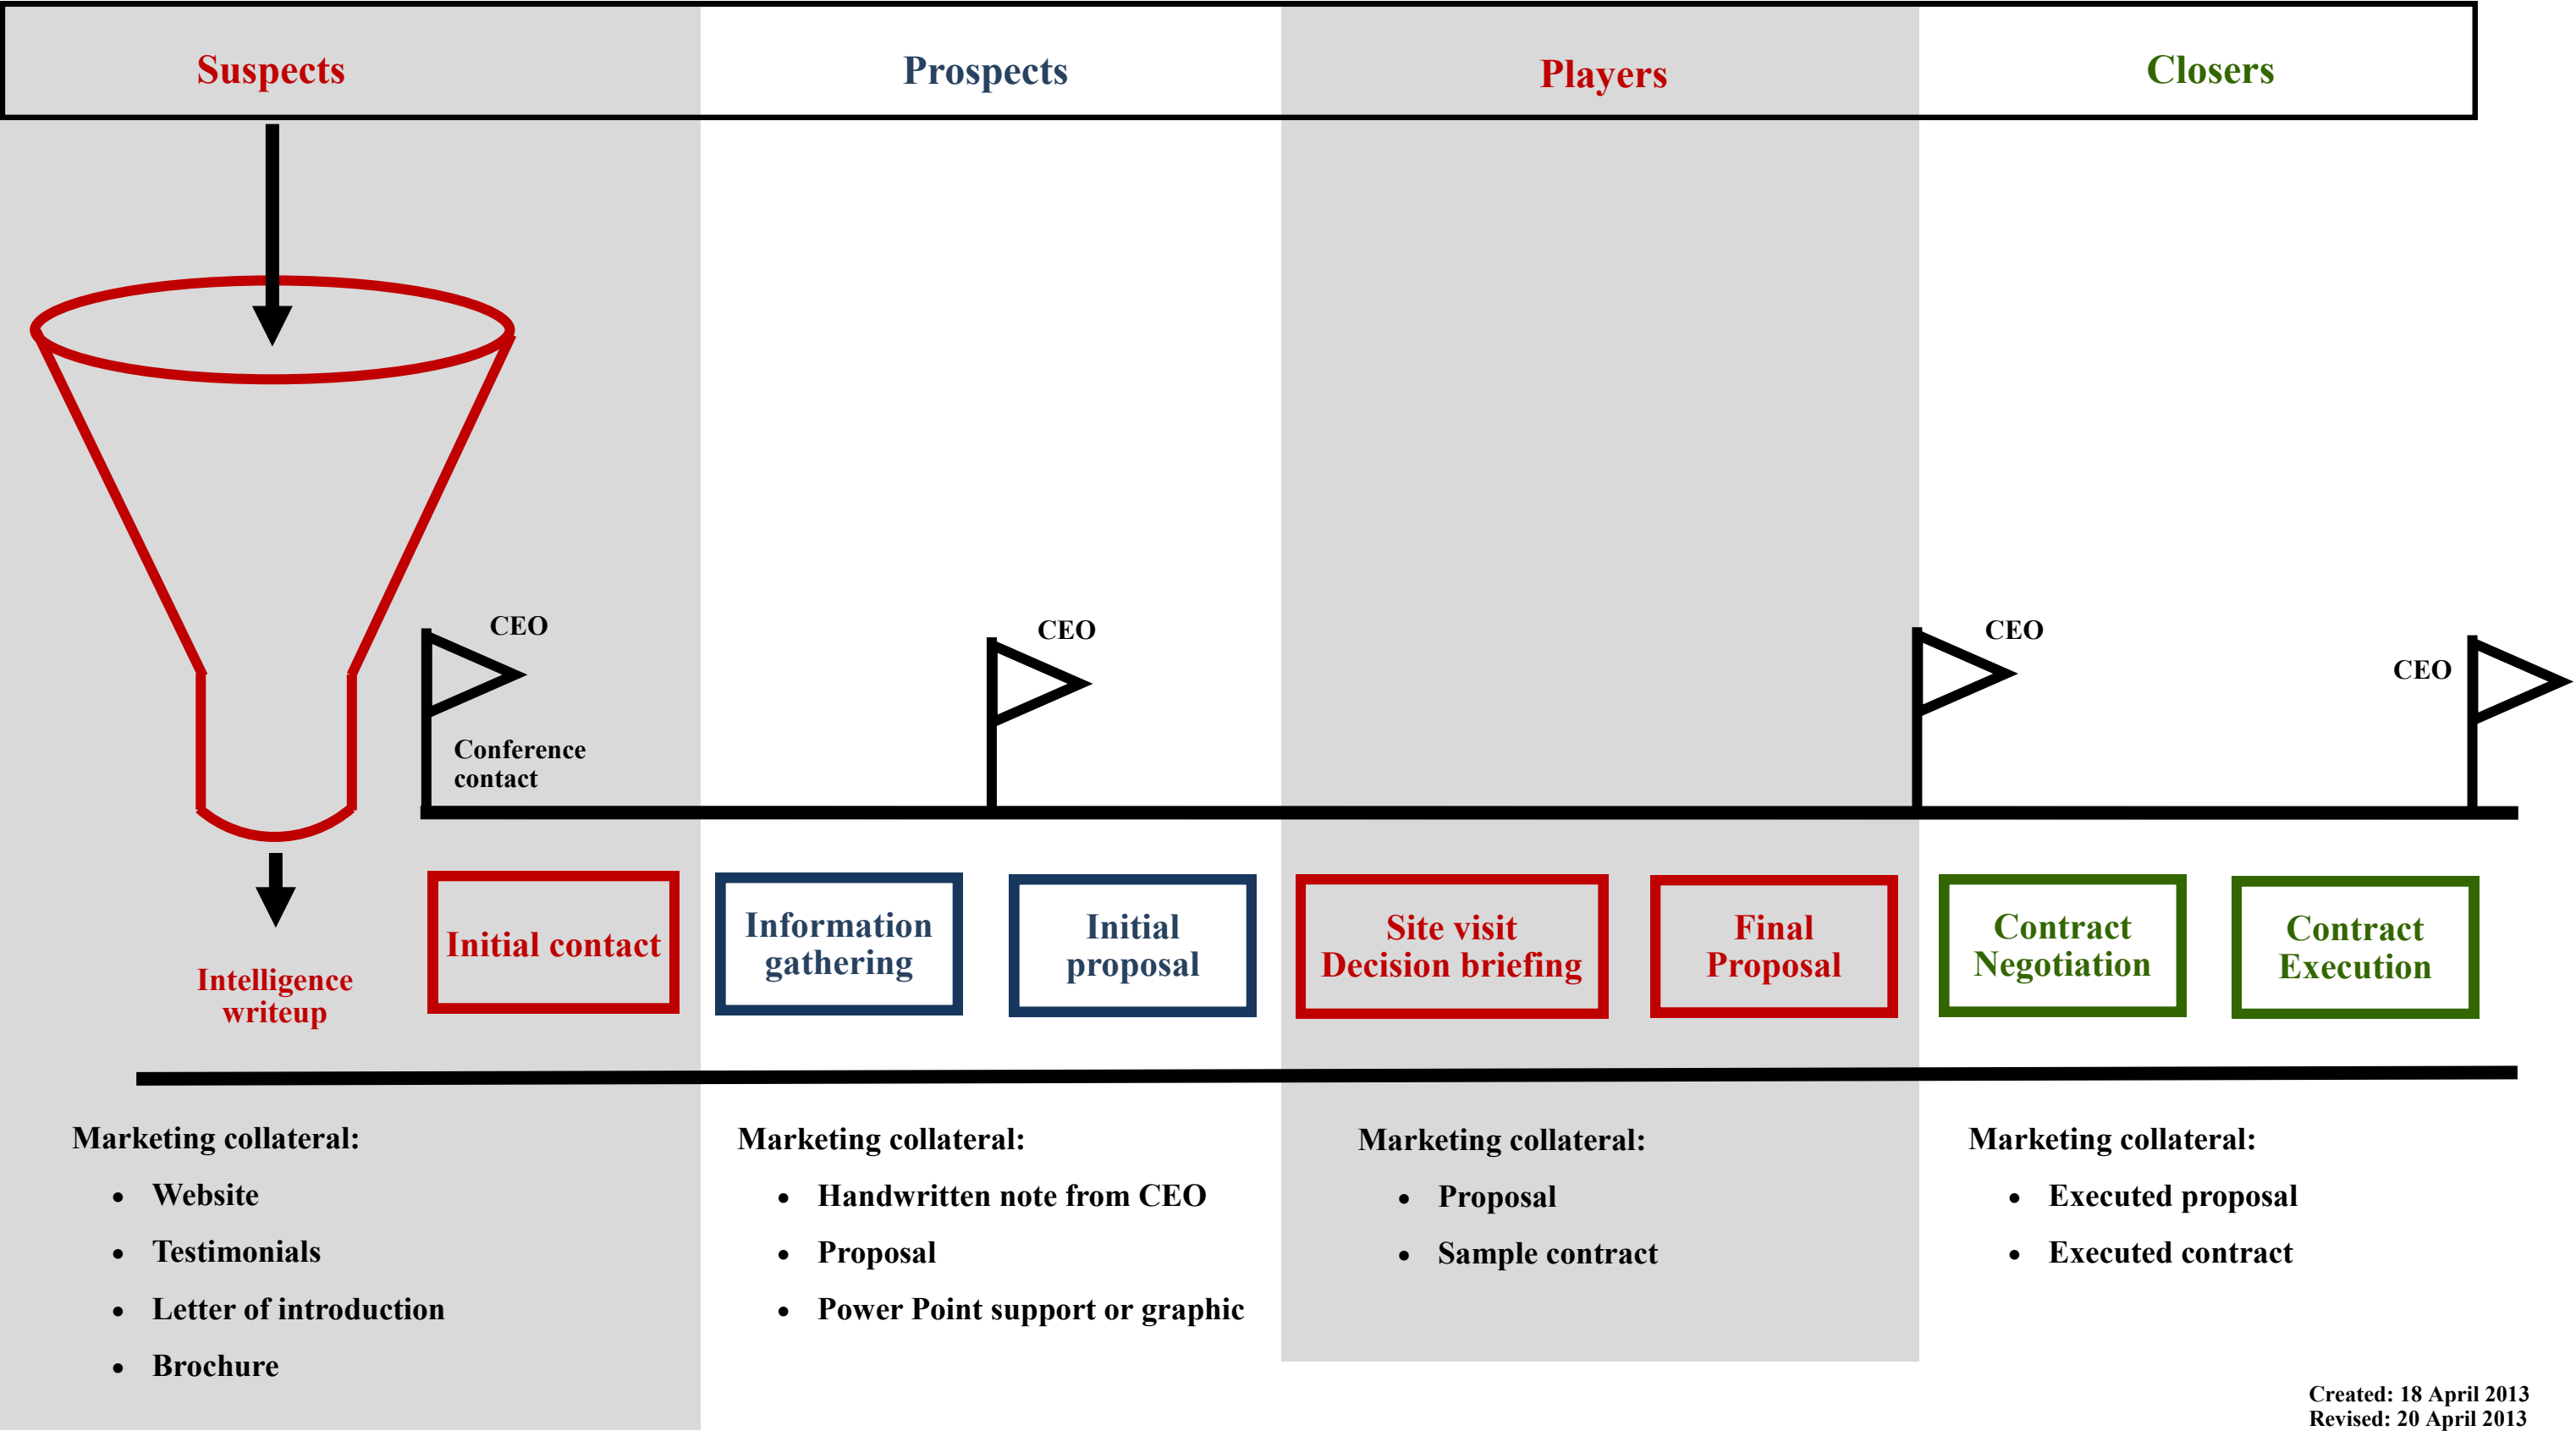 Suspects
Prospects
Players
Closers
CEO
CEO
CEO
CEO
Conference
contact
Intelligence
writeup
Initial contact
Information
gathering
Initial
proposal
Site visit
Decision briefing
Final
Proposal
Contract
Negotiation
Contract
Execution
Marketing collateral:
• Website
• Testimonials
• Letter of introduction
• Brochure
Marketing collateral:
• Handwritten note from CEO
• Proposal
• Power Point support or graphic
Marketing collateral:
• Proposal
• Sample contract
Marketing collateral:
• Executed proposal
• Executed contract
Created: 18 April 2013
Revised: 20 April 2013